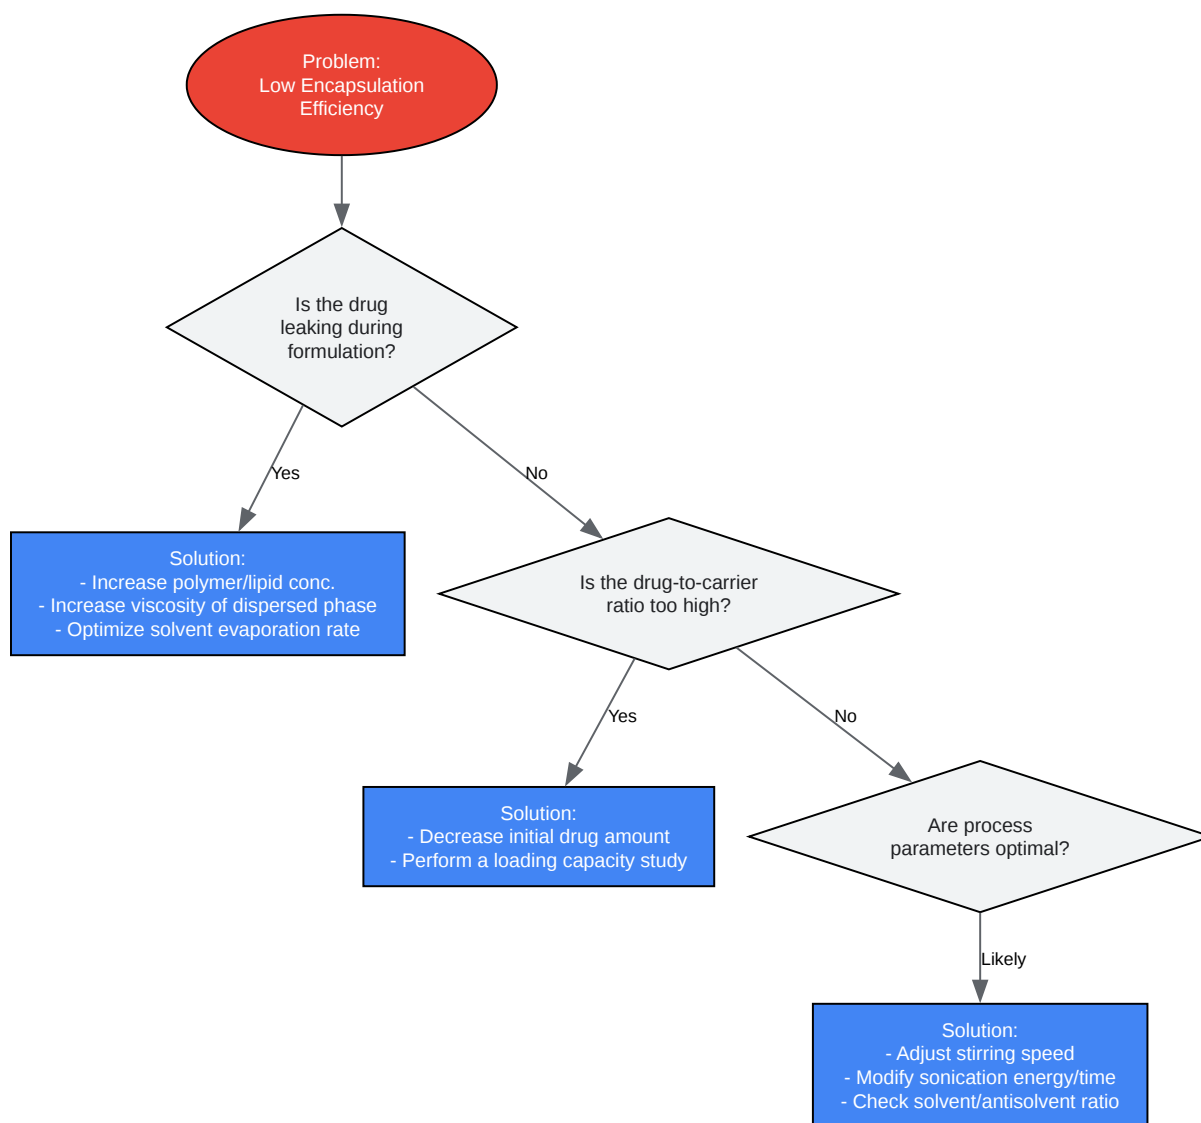 Problem:
Low Encapsulation
Efficiency
Is the drug
leaking during
formulation?
Yes
No
Solution:
- Increase polymer/lipid conc.
- Increase viscosity of dispersed phase
- Optimize solvent evaporation rate
Is the drug-to-carrier
ratio too high?
Yes
No
Solution:
- Decrease initial drug amount
- Perform a loading capacity study
Are process
parameters optimal?
Likely
Solution:
- Adjust stirring speed
- Modify sonication energy/time
- Check solvent/antisolvent ratio